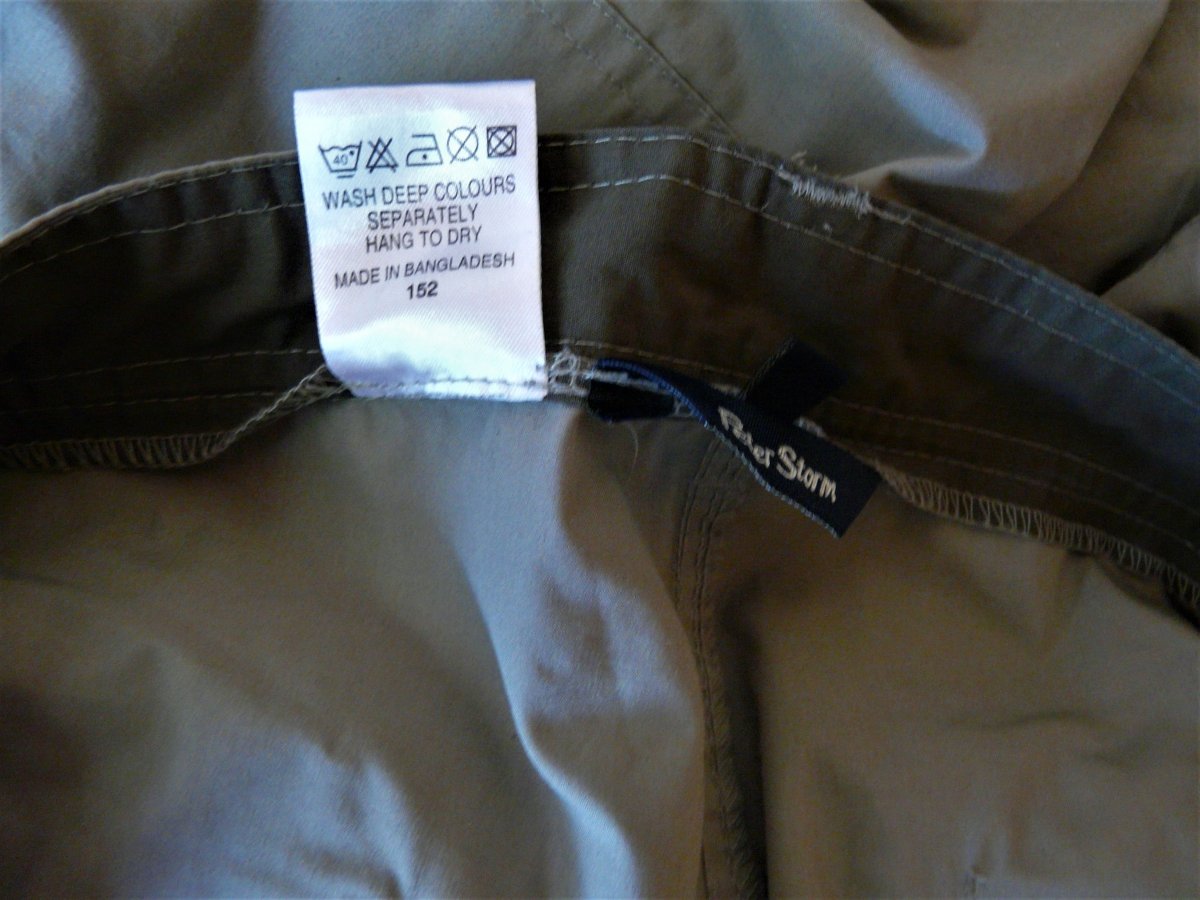 40°
WASH DEEP COLOURS
SEPARATELY
HANG TO DRY
MADE IN BANGLADESH
152
Peter Storm